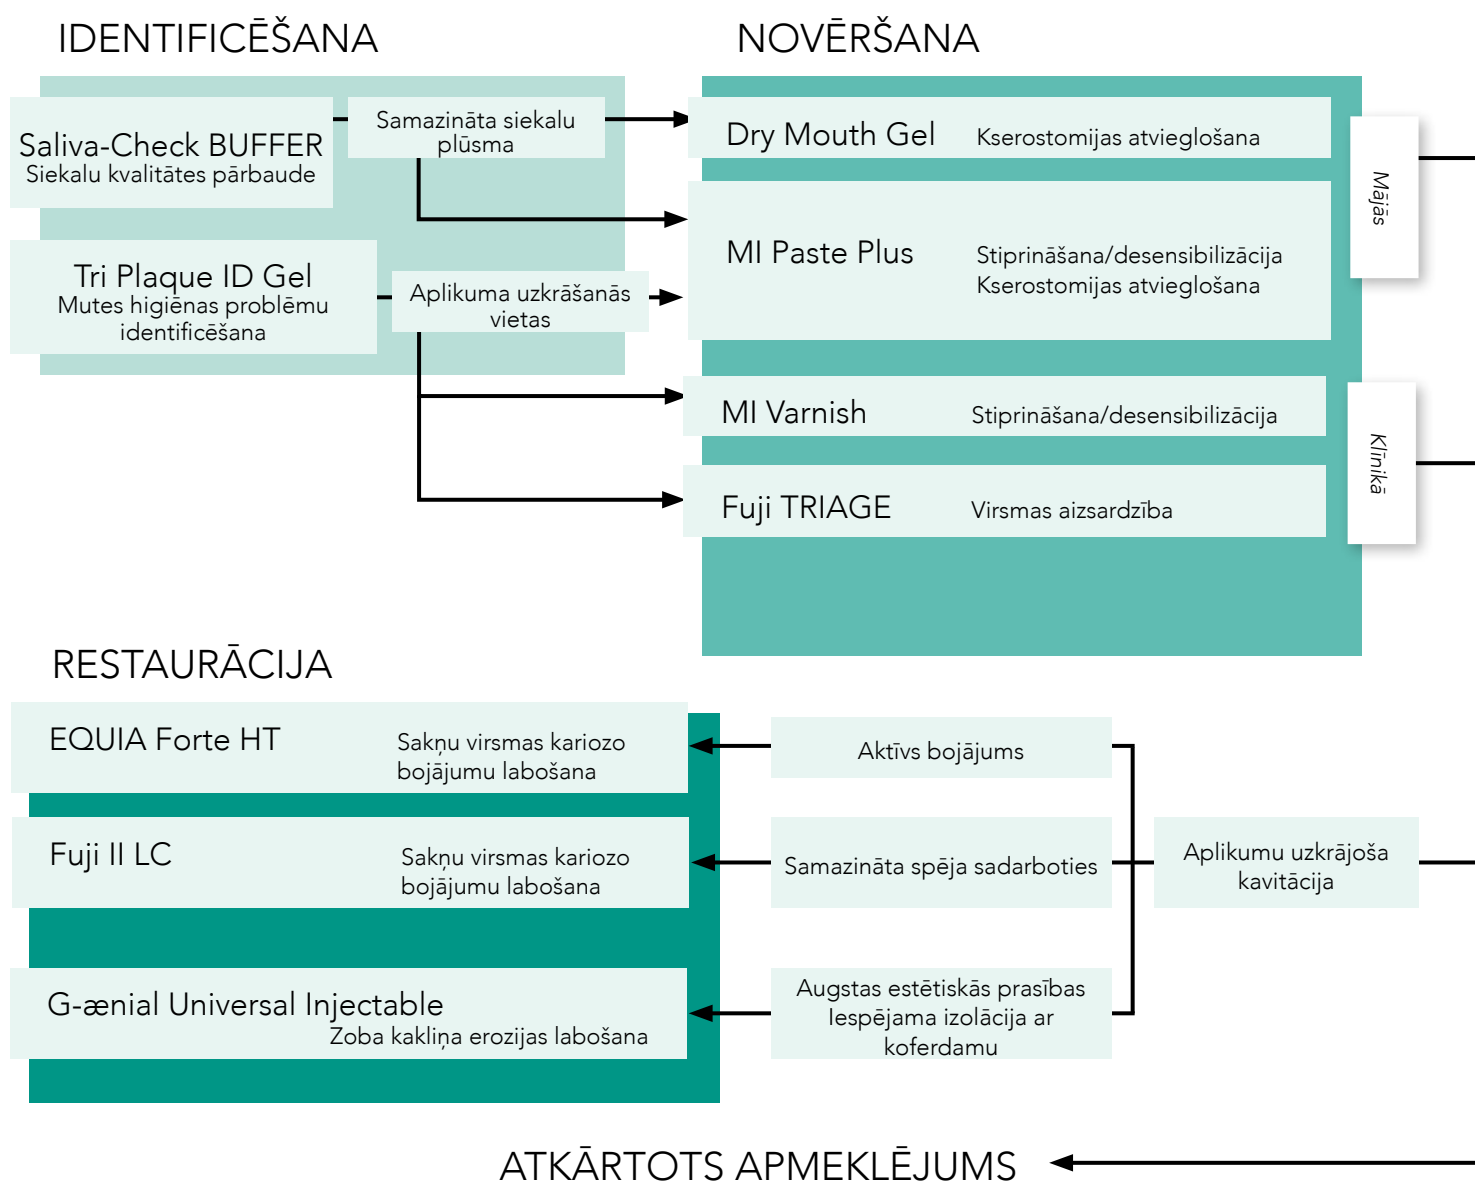 IDENTIFICĒŠANA
Saliva-Check BUFFER
Siekalu kvalitātes pārbaude
Samazināta siekalu
plūsma
Tri Plaque ID Gel
Mutes higiēnas problēmu
identificēšana
Aplikuma uzkrāšanās
vietas
NOVĒRŠANA
Dry Mouth Gel
Kserostomijas atvieglošana
MI Paste Plus
Stiprināšana/desensibilizācija
Kserostomijas atvieglošana
MI Varnish
Stiprināšana/desensibilizācija
Fuji TRIAGE
Virsmas aizsardzība
Mājās
Klīnikā
RESTAURĀCIJA
EQUIA Forte HT
Sakņu virsmas kariozo
bojājumu labošana
Fuji II LC
Sakņu virsmas kariozo
bojājumu labošana
G-ænial Universal Injectable
Zoba kakliņa erozijas labošana
Aktīvs bojājums
Samazināta spēja sadarboties
Augstas estētiskās prasības
Iespējama izolācija ar
koferdamu
Aplikumu uzkrājoša
kavitācija
ATKĀRTOTS APMEKLĒJUMS